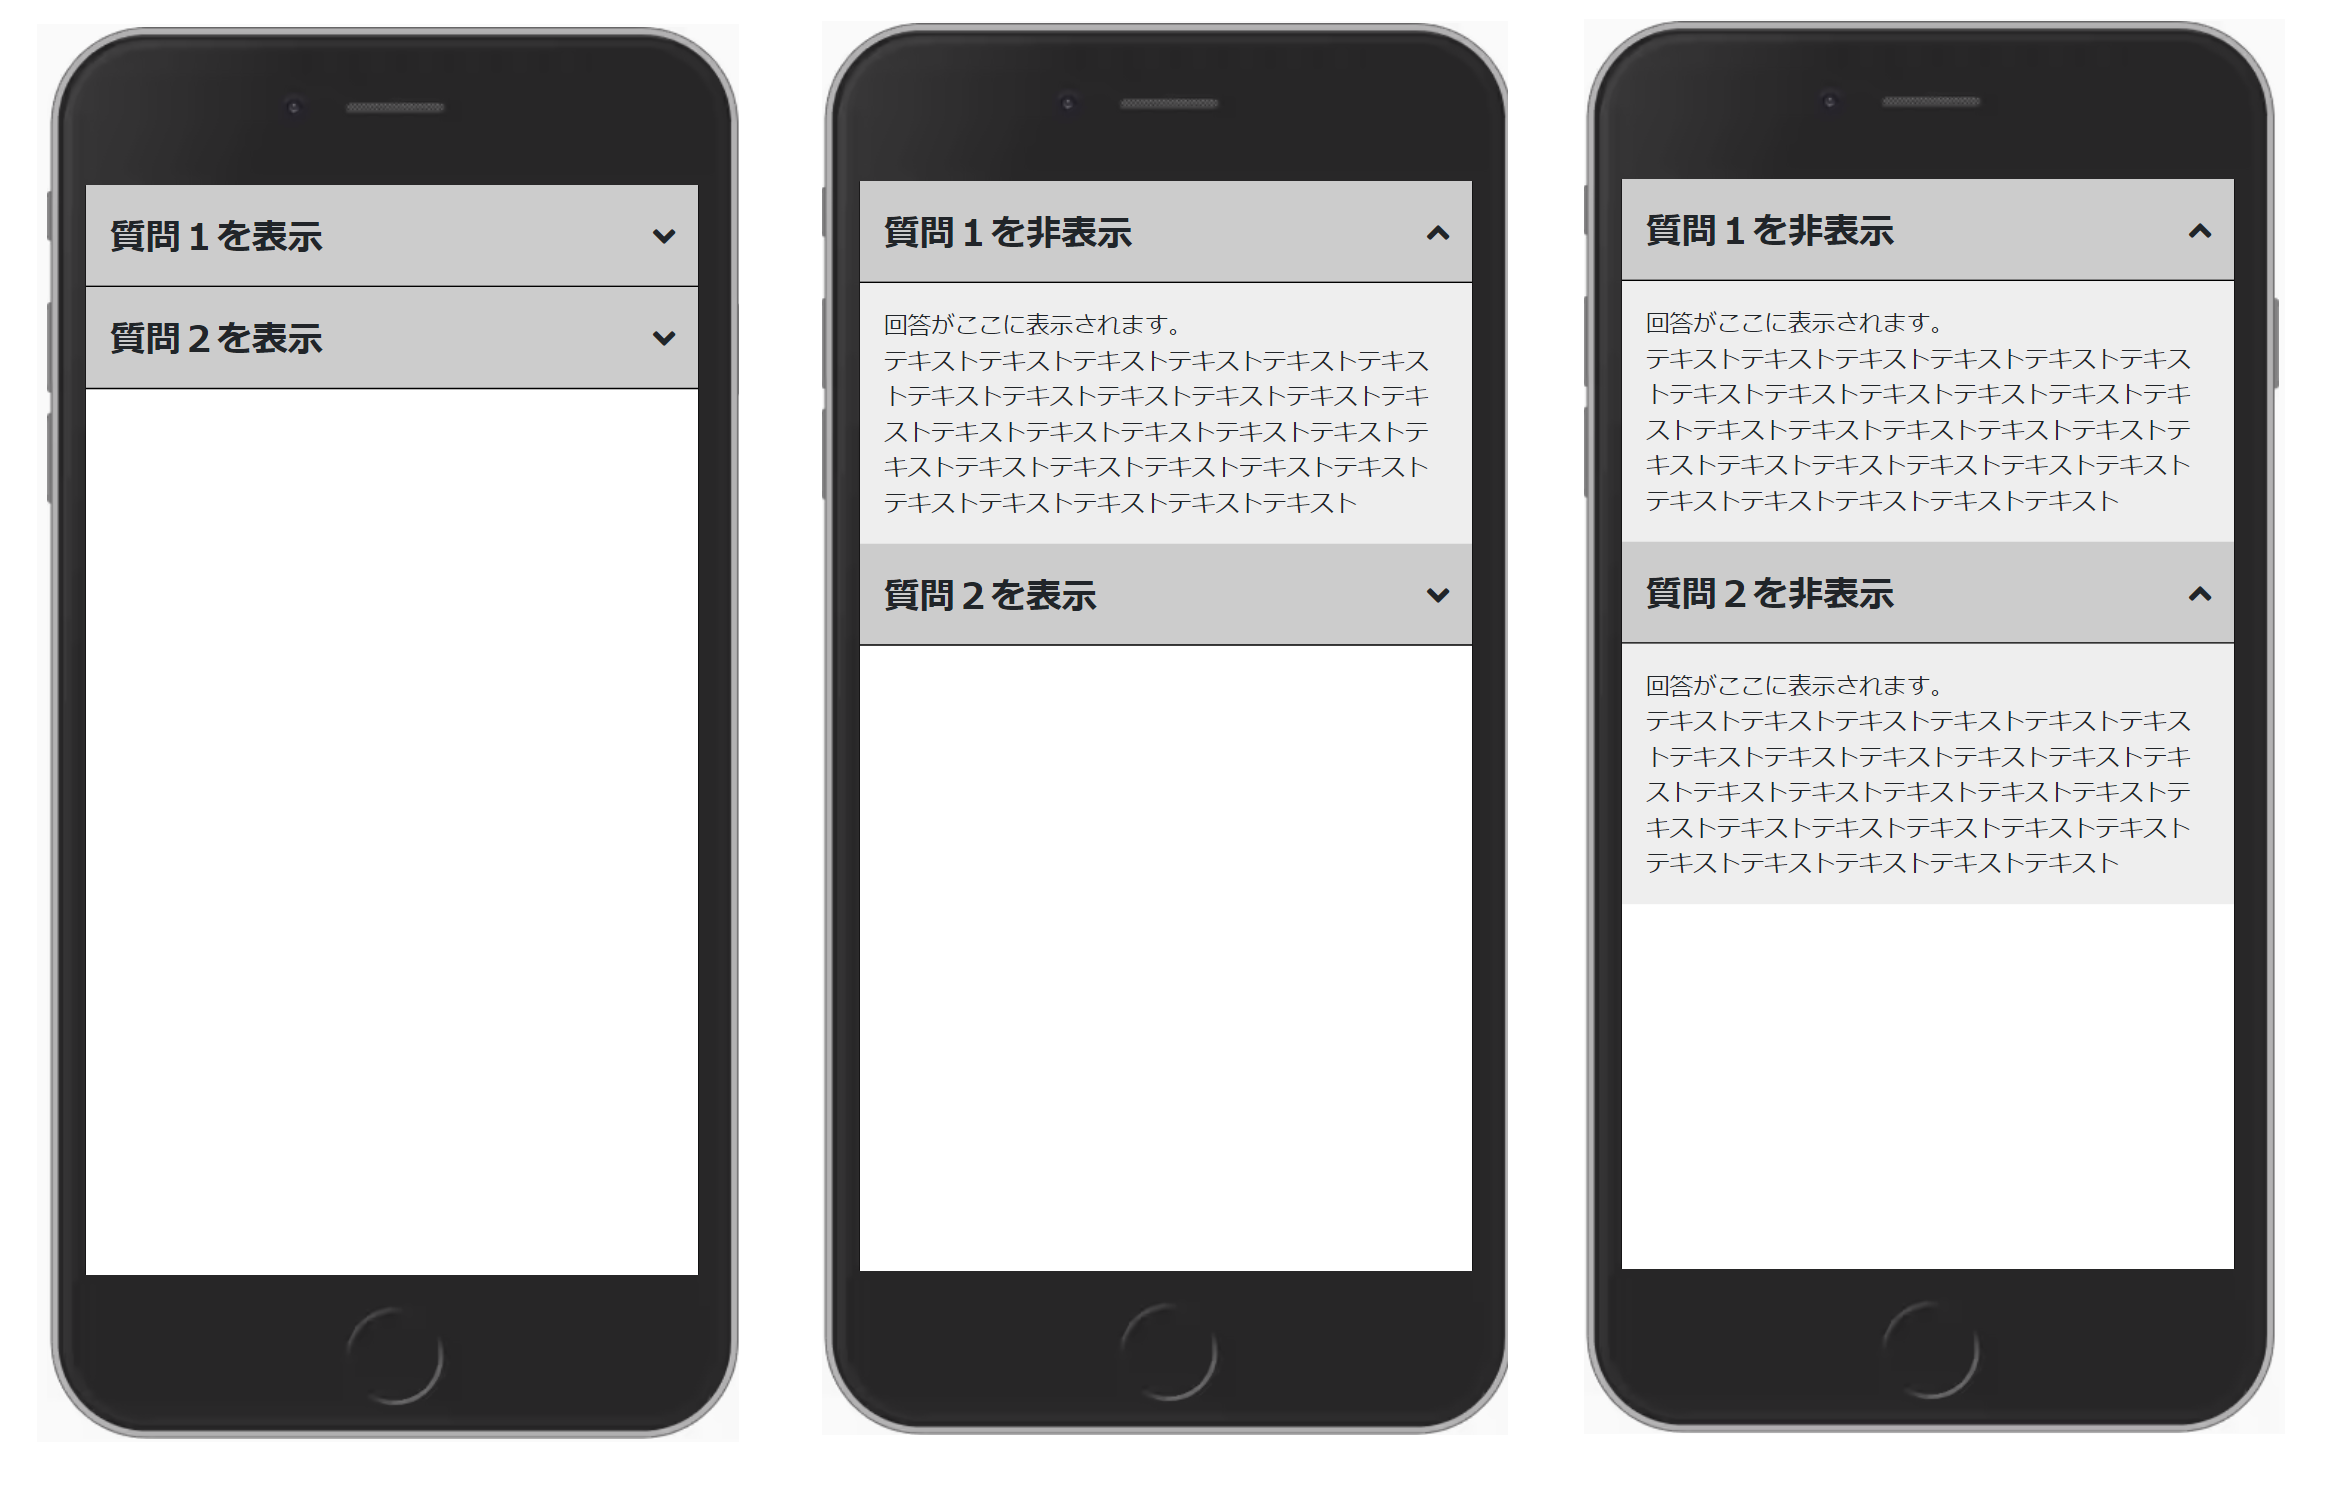 質問１を表示
質問２を表示
質問１を非表示
回答がここに表示されます。
テキストテキストテキストテキストテキストテキス
トテキストテキストテキストテキストテキストテキ
ストテキストテキストテキストテキストテキストテ
キストテキストテキストテキストテキストテキスト
テキストテキストテキストテキストテキスト
質問２を表示
質問１を非表示
回答がここに表示されます。
テキストテキストテキストテキストテキストテキス
トテキストテキストテキストテキストテキストテキ
ストテキストテキストテキストテキストテキストテ
キストテキストテキストテキストテキストテキスト
テキストテキストテキストテキストテキスト
質問２を非表示
回答がここに表示されます。
テキストテキストテキストテキストテキストテキス
トテキストテキストテキストテキストテキストテキ
ストテキストテキストテキストテキストテキストテ
キストテキストテキストテキストテキストテキスト
テキストテキストテキストテキストテキスト